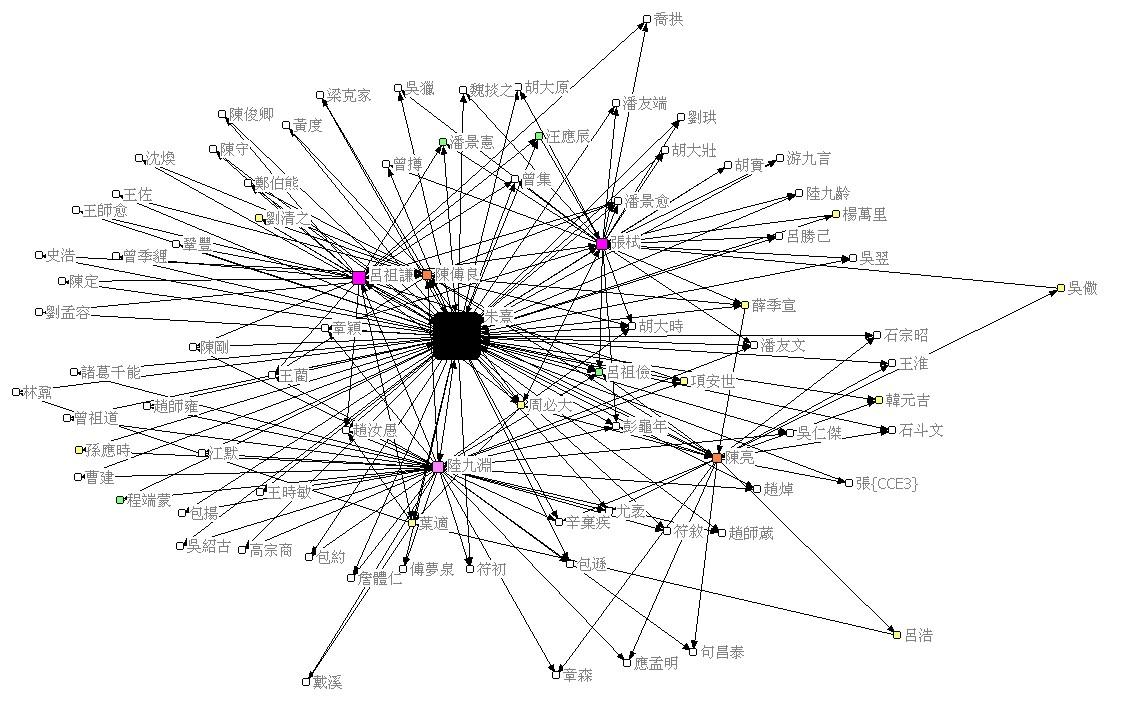 喬拱
吳獵
魏掞之
胡大原
梁克家
潘友端
陳俊卿
黃度
劉珙
潘景憲
汪應辰
陳守
胡大壯
沈煥
曾撙
胡實
游九言
鄭伯熊
曾集
王佐
陸九齡
潘景愈
王師愈
劉清之
楊萬里
呂勝己
張栻
鞏豐
史浩
曾季貍
吳翌
陳定
呂祖謙
陳傅良
吳儆
薛季宣
劉孟容
朱熹
章穎
胡大時
石宗昭
陳剛
潘友文
王淮
諸葛千能
王藺
呂祖儉
項安世
林鼐
韓元吉
趙師雍
周必大
曾祖道
彭龜年
趙汝愚
吳仁傑
石斗文
孫應時
江默
陳亮
陸九淵
曹建
張{CCE3}
王時敏
趙焯
程端蒙
包揚
尤袤
葉適
辛棄疾
符敘
趙師蒧
吳紹古
高宗商
包約
包遜
傅夢泉
符初
詹體仁
呂浩
句昌泰
應孟明
章森
戴溪